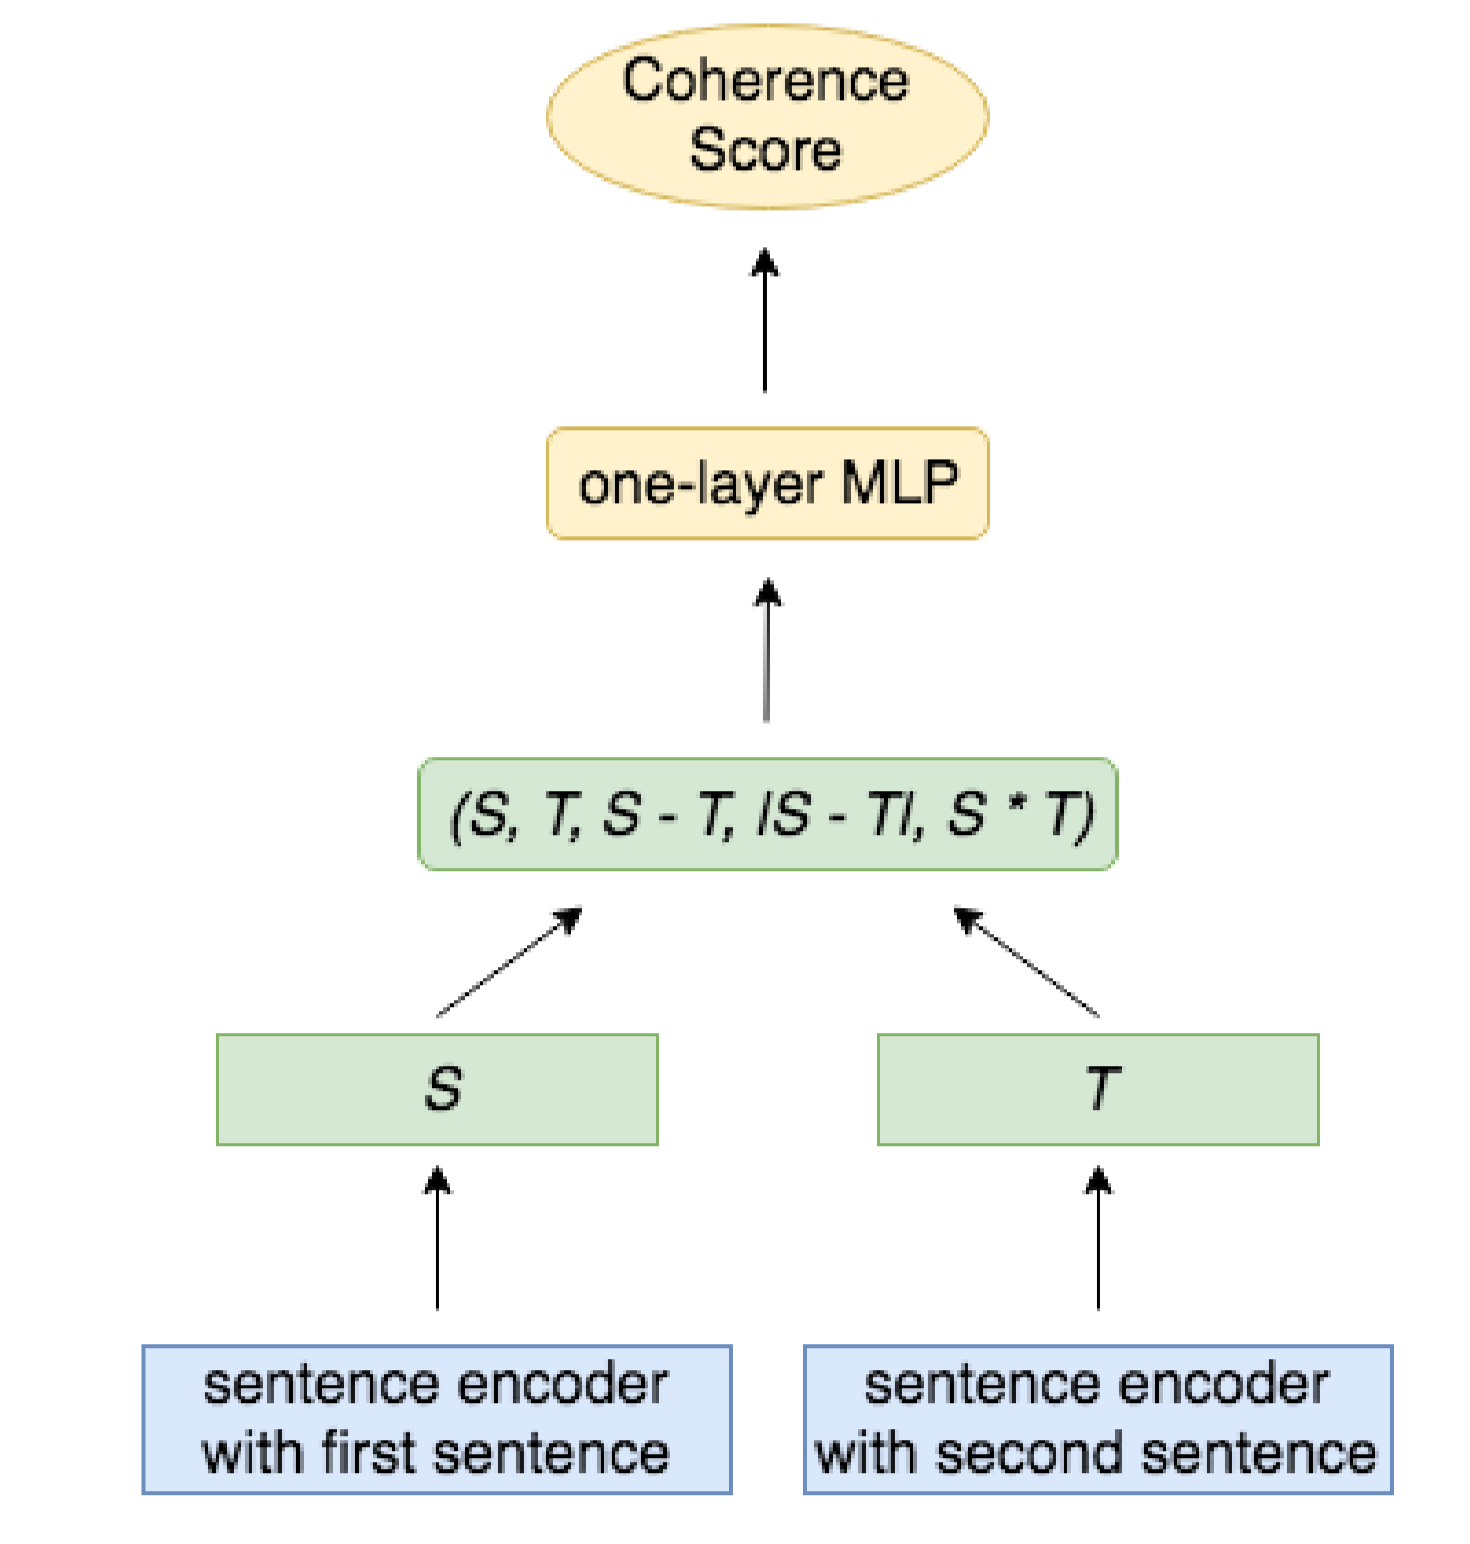 Coherence
Score
one-layer MLP
(S, T, S - T, |S - T|, S * T)
S
T
sentence encoder
with first sentence
sentence encoder
with second sentence